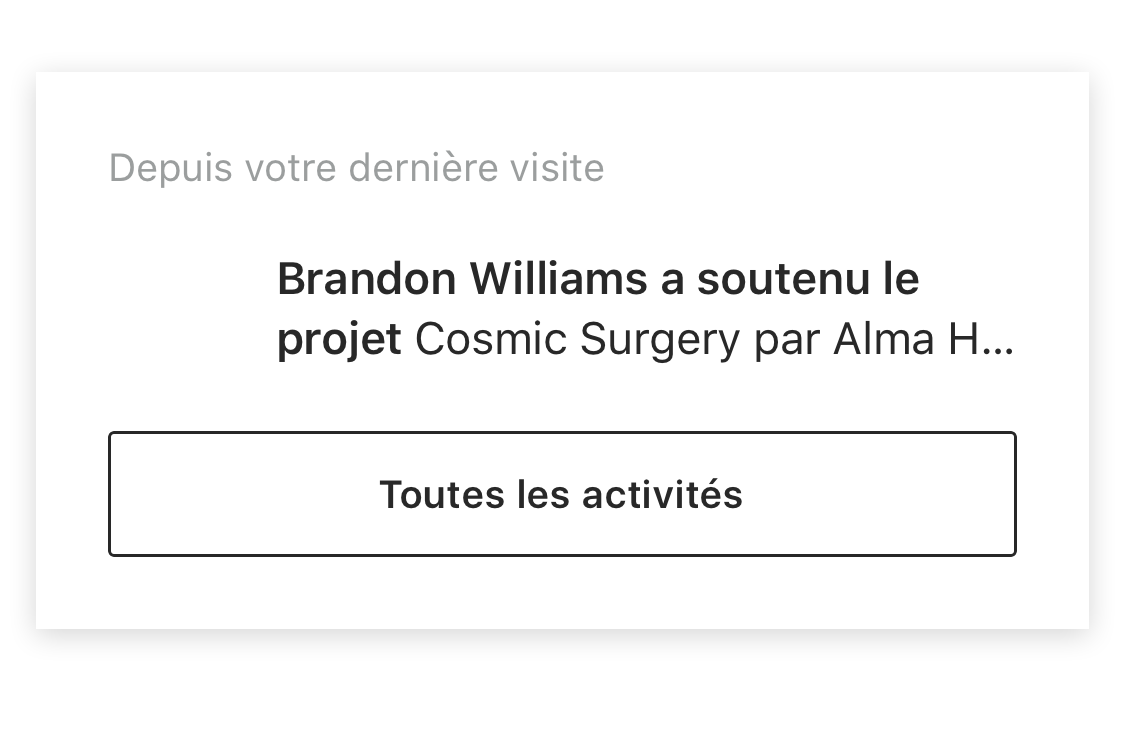 Depuis votre dernière visite
Brandon Williams a soutenu le
projet Cosmic Surgery par Alma H...
Toutes les activités